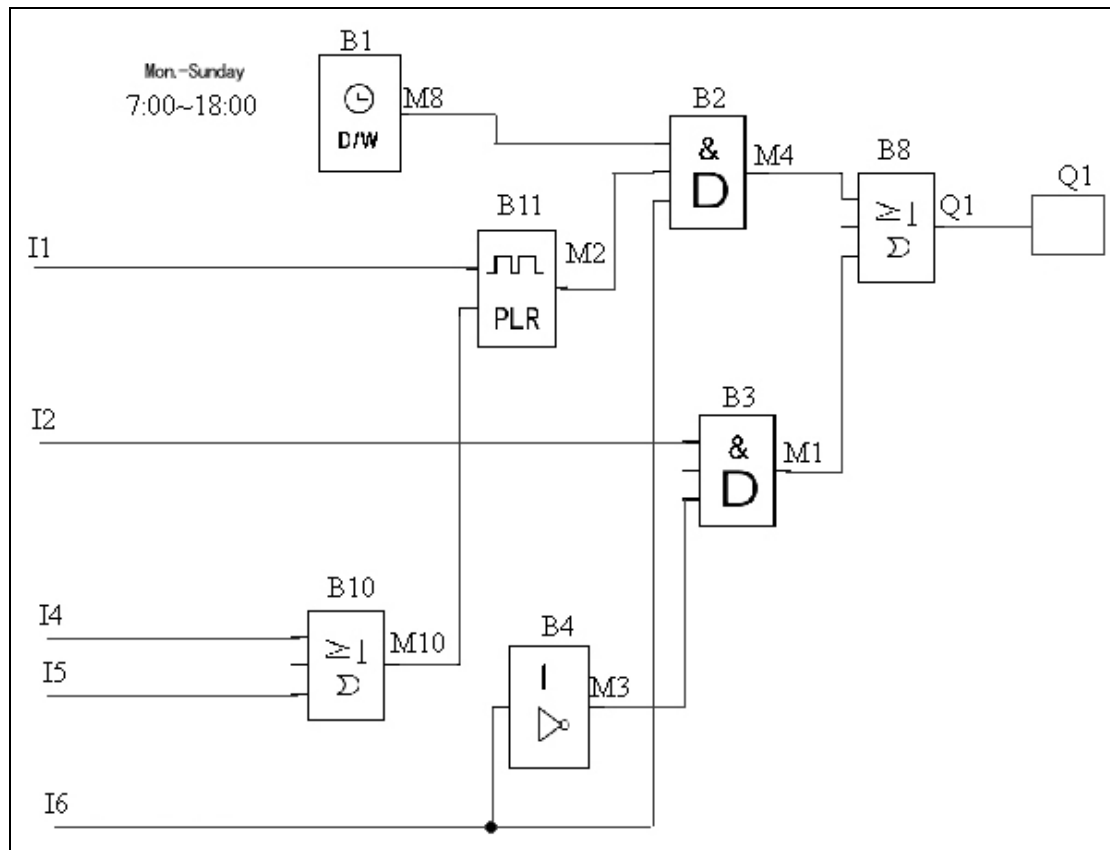 B1
Mon.-Sunday
7:00~18:00
M8
D/W
B2
&
M4
B8
≥1
Q1
Q1
B11
I1
M2
PLR
I2
B3
&
M1
B10
I4
≥1
M10
I5
B4
1
M3
I6